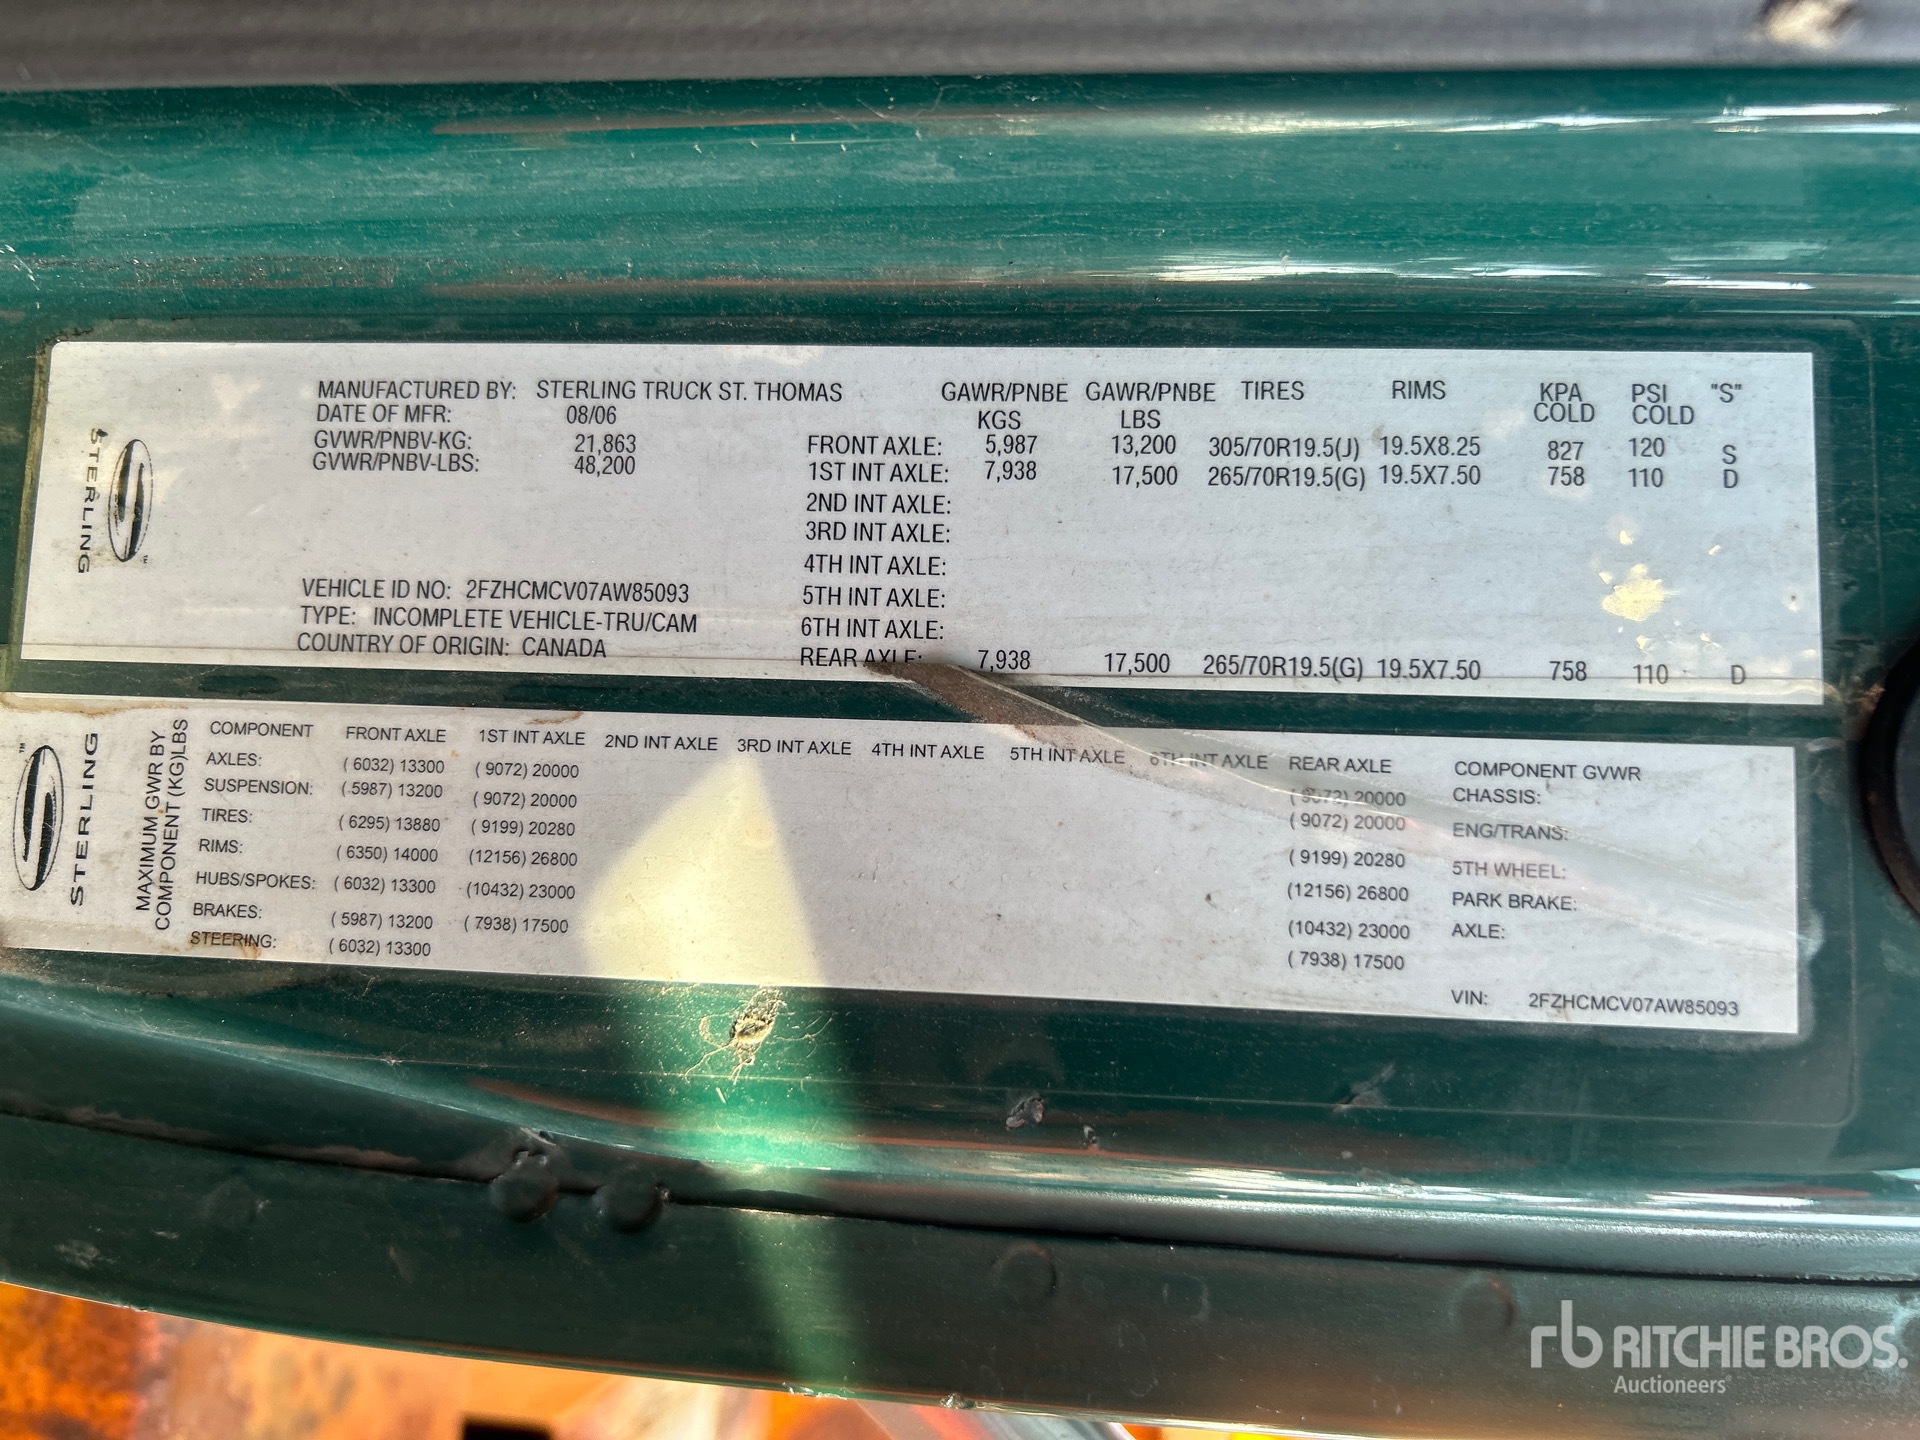 STERLING
MANUFACTURED BY: STERLING TRUCK ST. THOMAS
DATE OF MFR: 08/06
GVWR/PNBV-KG: 21,863
GVWR/PNBV-LBS: 48,200
VEHICLE ID NO: 2FZHCMCV07AW85093
TYPE: INCOMPLETE VEHICLE-TRU/CAM
COUNTRY OF ORIGIN: CANADA
GAWR/PNBE KGS GAWR/PNBE LBS TIRES RIMS KPA COLD PSI COLD "S"
FRONT AXLE: 5,987 13,200 305/70R19.5(J) 19.5X8.25 827 120 S
1ST INT AXLE: 7,938 17,500 265/70R19.5(G) 19.5X7.50 758 110 D
2ND INT AXLE:
3RD INT AXLE:
4TH INT AXLE:
5TH INT AXLE:
6TH INT AXLE:
REAR AXLE: 7,938 17,500 265/70R19.5(G) 19.5X7.50 758 110 D
™ STERLING
MAXIMUM GWR BY
COMPONENT (KG)LBS
COMPONENT FRONT AXLE 1ST INT AXLE 2ND INT AXLE 3RD INT AXLE 4TH INT AXLE 5TH INT AXLE 6TH INT AXLE REAR AXLE COMPONENT GVWR
AXLES: (6032) 13300 (9072) 20000 (9072) 20000 CHASSIS:
SUSPENSION: (5987) 13200 (9072) 20000 (9072) 20000 ENG/TRANS:
TIRES: (6295) 13880 (9199) 20280 (9199) 20280 5TH WHEEL:
RIMS: (6350) 14000 (12156) 26800 (12156) 26800 PARK BRAKE:
HUBS/SPOKES: (6032) 13300 (10432) 23000 (10432) 23000 AXLE:
BRAKES: (5987) 13200 (7938) 17500 (7938) 17500
STEERING: (6032) 13300
VIN: 2FZHCMCV07AW85093
rb RITCHIE BROS.
Auctioneers